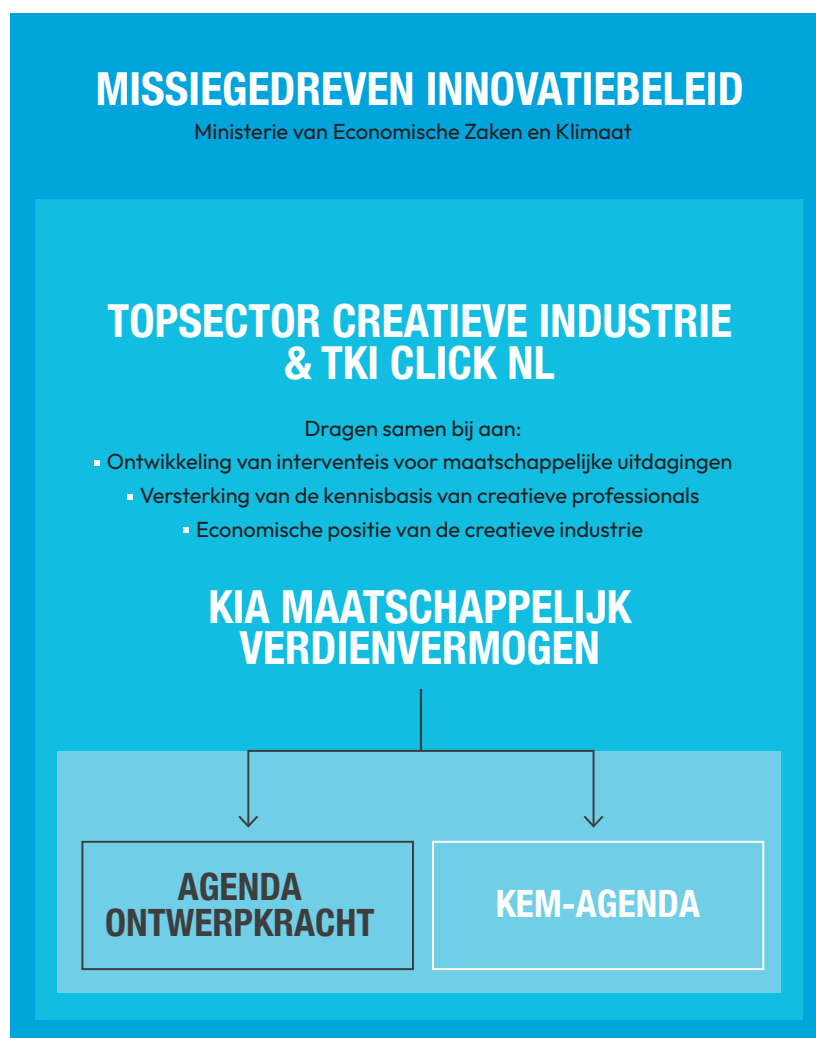 MISSIEGEDREVEN INNOVATIEBELEID
Ministerie van Economische Zaken en Klimaat
TOPSECTOR CREATIEVE INDUSTRIE
& TKI CLICK NL
Dragen samen bij aan:
▪ Ontwikkeling van interventeis voor maatschappelijke uitdagingen
▪ Versterking van de kennisbasis van creatieve professionals
▪ Economische positie van de creatieve industrie
KIA MAATSCHAPPELIJK
VERDIENVERMOGEN
AGENDA
ONTWERPKRACHT
KEM-AGENDA